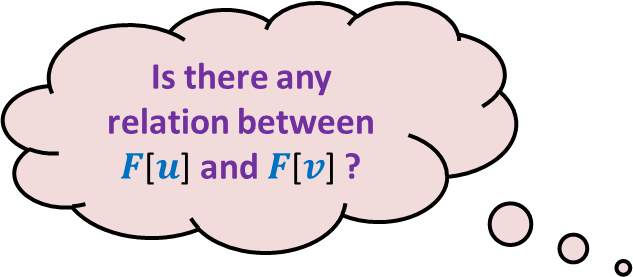 Is there any
relation between
F[u] and F[v] ?